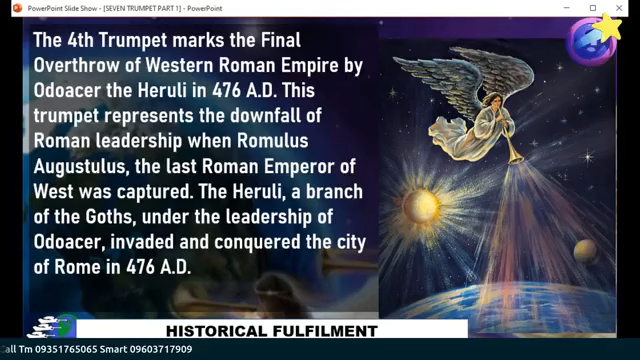 PowerPoint Slide Show - [SEVEN TRUMPET PART 1] - PowerPoint
The 4th Trumpet marks the Final
Overthrow of Western Roman Empire by
Odoacer the Heruli in 476 A.D. This
trumpet represents the downfall of
Roman leadership when Romulus
Augustulus, the last Roman Emperor of
West was captured. The Heruli, a branch
of the Goths, under the leadership of
Odoacer, invaded and conquered the city
of Rome in 476 A.D.
HISTORICAL FULFILMENT
Call Tm 09351765065 Smart 09603717909